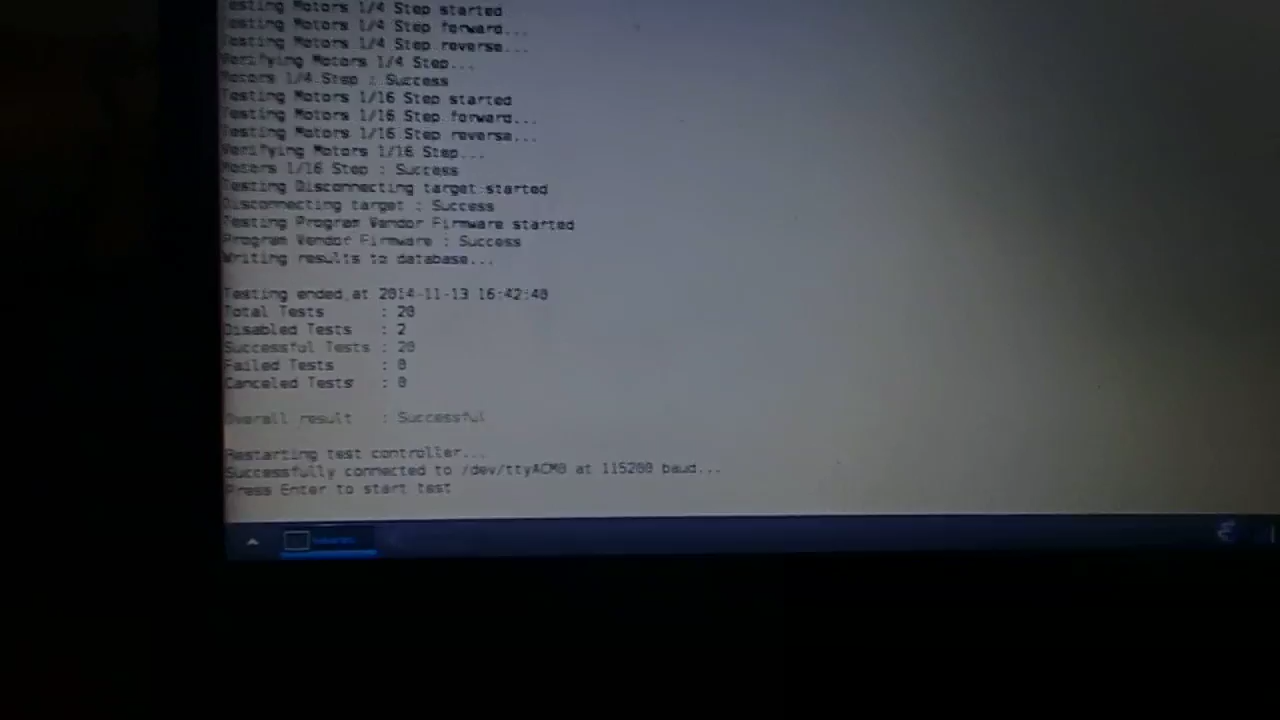 Testing Motors 1/4 Step started
Testing Motors 1/4 Step forward...
Testing Motors 1/4 Step reverse...
Verifying Motors 1/4 Step...
Motors 1/4 Step : Success
Testing Motors 1/16 Step started
Testing Motors 1/16 Step forward...
Testing Motors 1/16 Step reverse...
Verifying Motors 1/16 Step...
Motors 1/16 Step : Success
Testing Disconnecting target started
Disconnecting target : Success
Testing Program Vendor Firmware started
Program Vendor Firmware : Success
Writing results to database...
Testing ended at 2014-11-13 16:42:40
Total Tests : 20
Disabled Tests : 2
Successful Tests : 20
Failed Tests : 0
Canceled Tests : 0
Overall result : Successful
Restarting test controller...
Successfully connected to /dev/ttyACM0 at 115200 baud...
Press Enter to start test